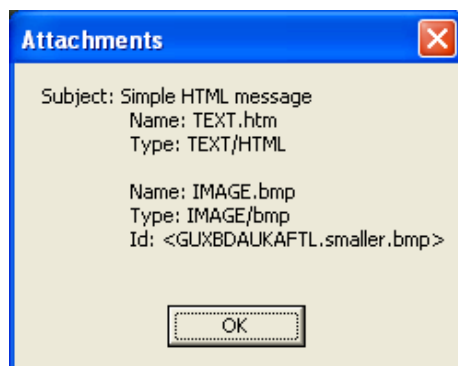 Attachments
Subject: Simple HTML message
Name: TEXT.htm
Type: TEXT/HTML
Name: IMAGE.bmp
Type: IMAGE/bmp
Id: <GUXBDAUKAFTL.smaller.bmp>
OK